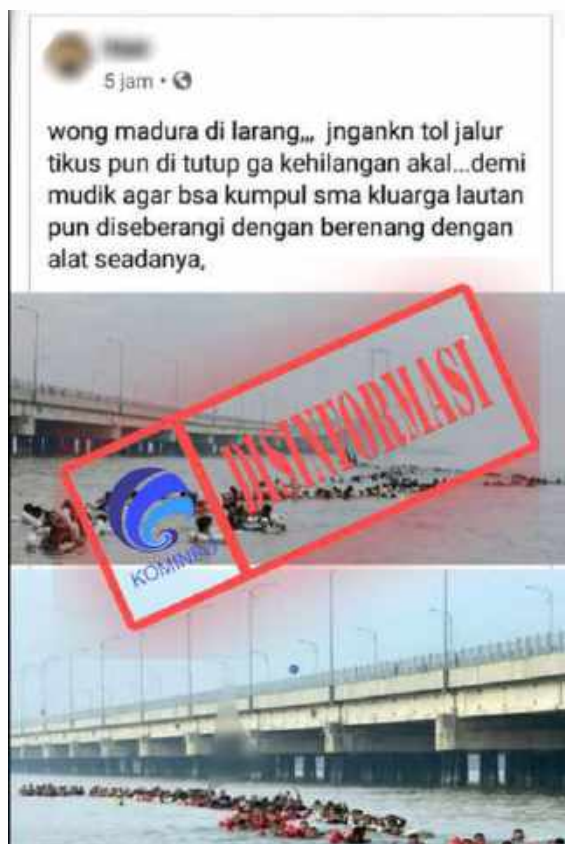 5 jam •
wong madura di larang,,, jngankn tol jalur
tikus pun di tutup ga kehilangan akal...demi
mudik agar bsa kumpul sma kluarga lautan
pun diseberangi dengan berenang dengan
alat seadanya,
DISINFORMASI
KOMINFO